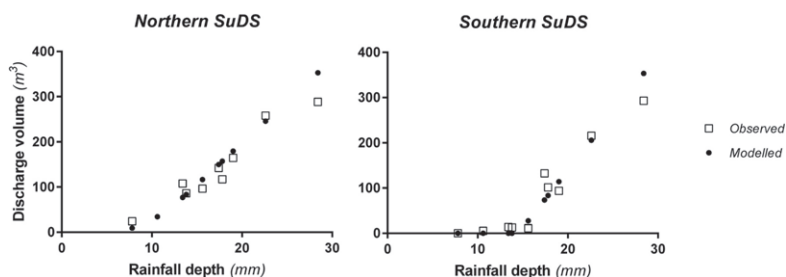 Northern SuDS
Discharge volume (m³)
400
300
200
100
0
0 10 20 30
Rainfall depth (mm)
Southern SuDS
400
300
200
100
0
0 10 20 30
Rainfall depth (mm)
Observed
Modelled